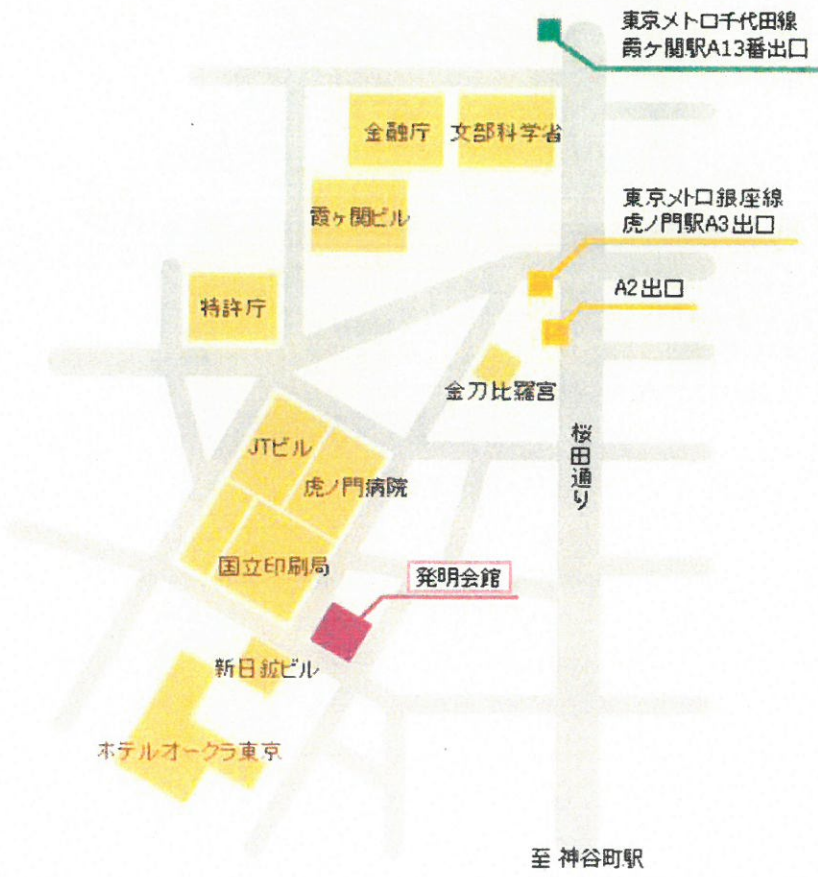 東京メトロ千代田線
霞ヶ関駅A13番出口
金融庁
文部科学省
霞ヶ関ビル
東京メトロ銀座線
虎ノ門駅A3出口
特許庁
A2出口
金刀比羅宮
桜田通り
JTビル
虎ノ門病院
国立印刷局
発明会館
新日鉱ビル
ホテルオークラ東京
至 神谷町駅